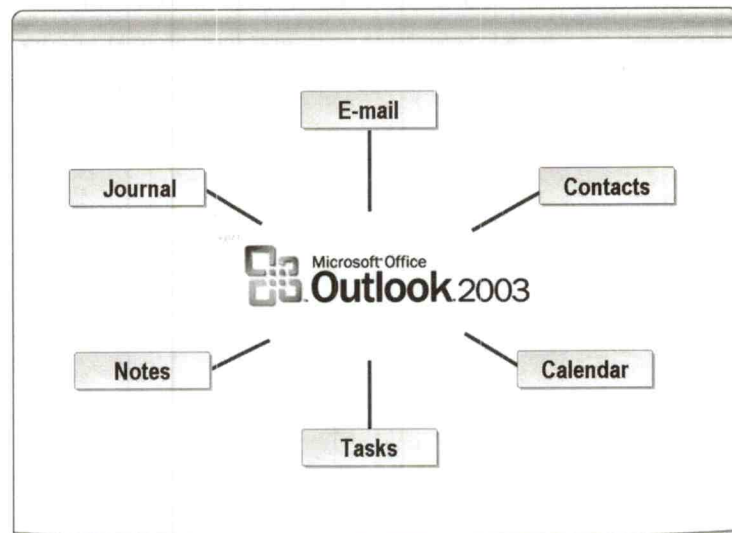 E-mail
Journal
Contacts
Microsoft Office
Outlook 2003
Notes
Calendar
Tasks